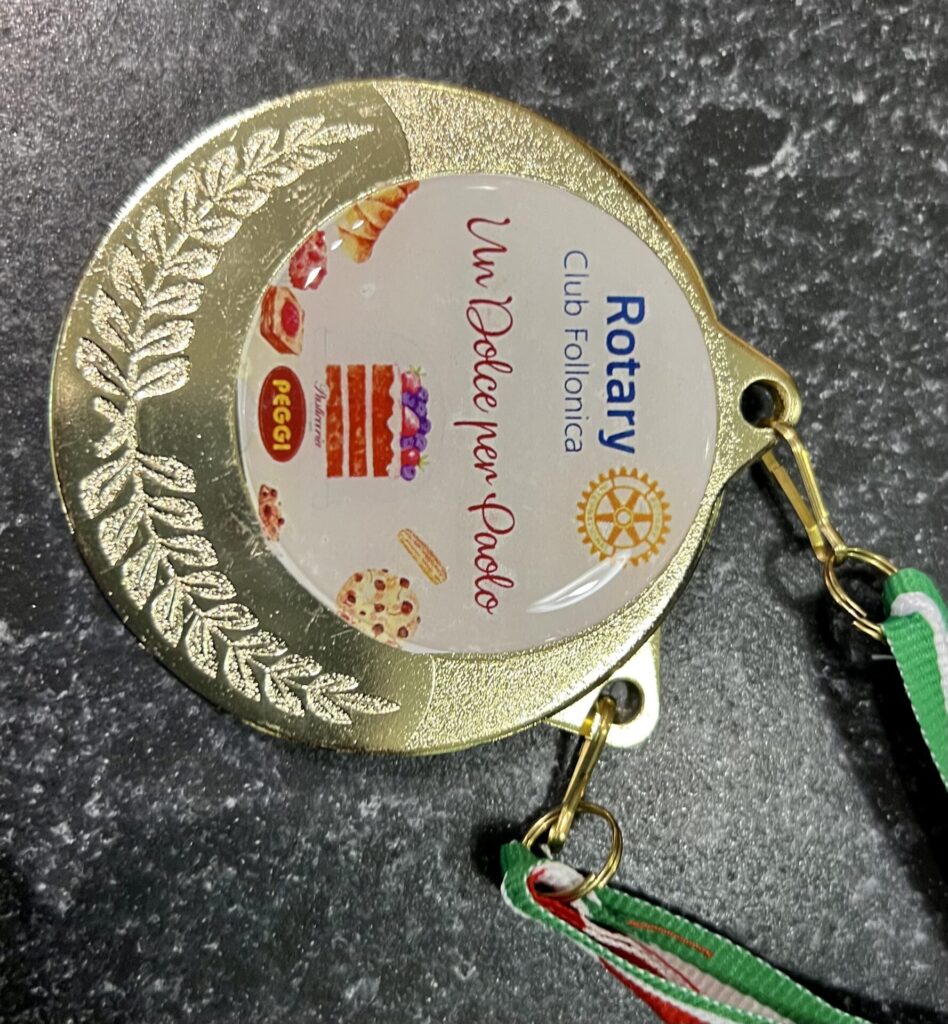 Rotary
Club Follonica
Un Dolce per Paolo
Pasticceria
PEGGI